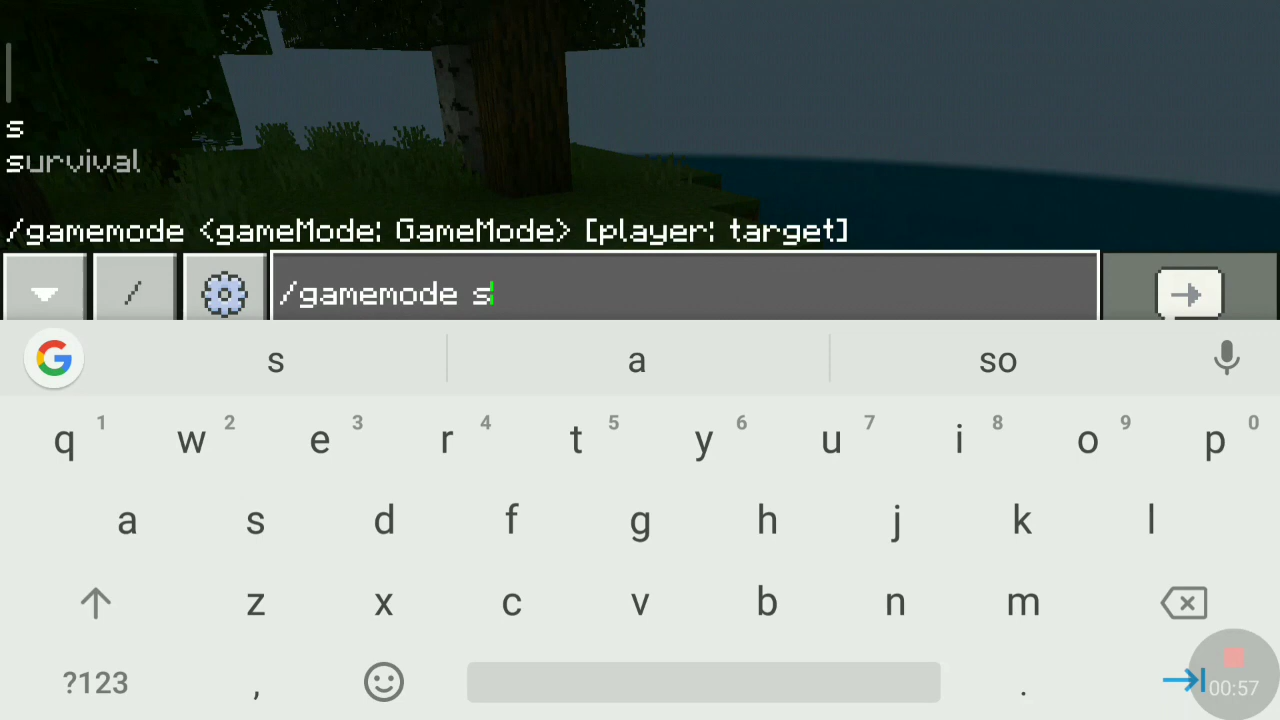 s
survival
/gamemode <gameMode: GameMode> [player: target]
/
/gamemode s
s a so
q 1 w 2 e 3 r 4 t 5 y 6 u 7 i 8 o 9 p 0
a s d f g h j k l
z x c v b n m
?123 , . 00:57